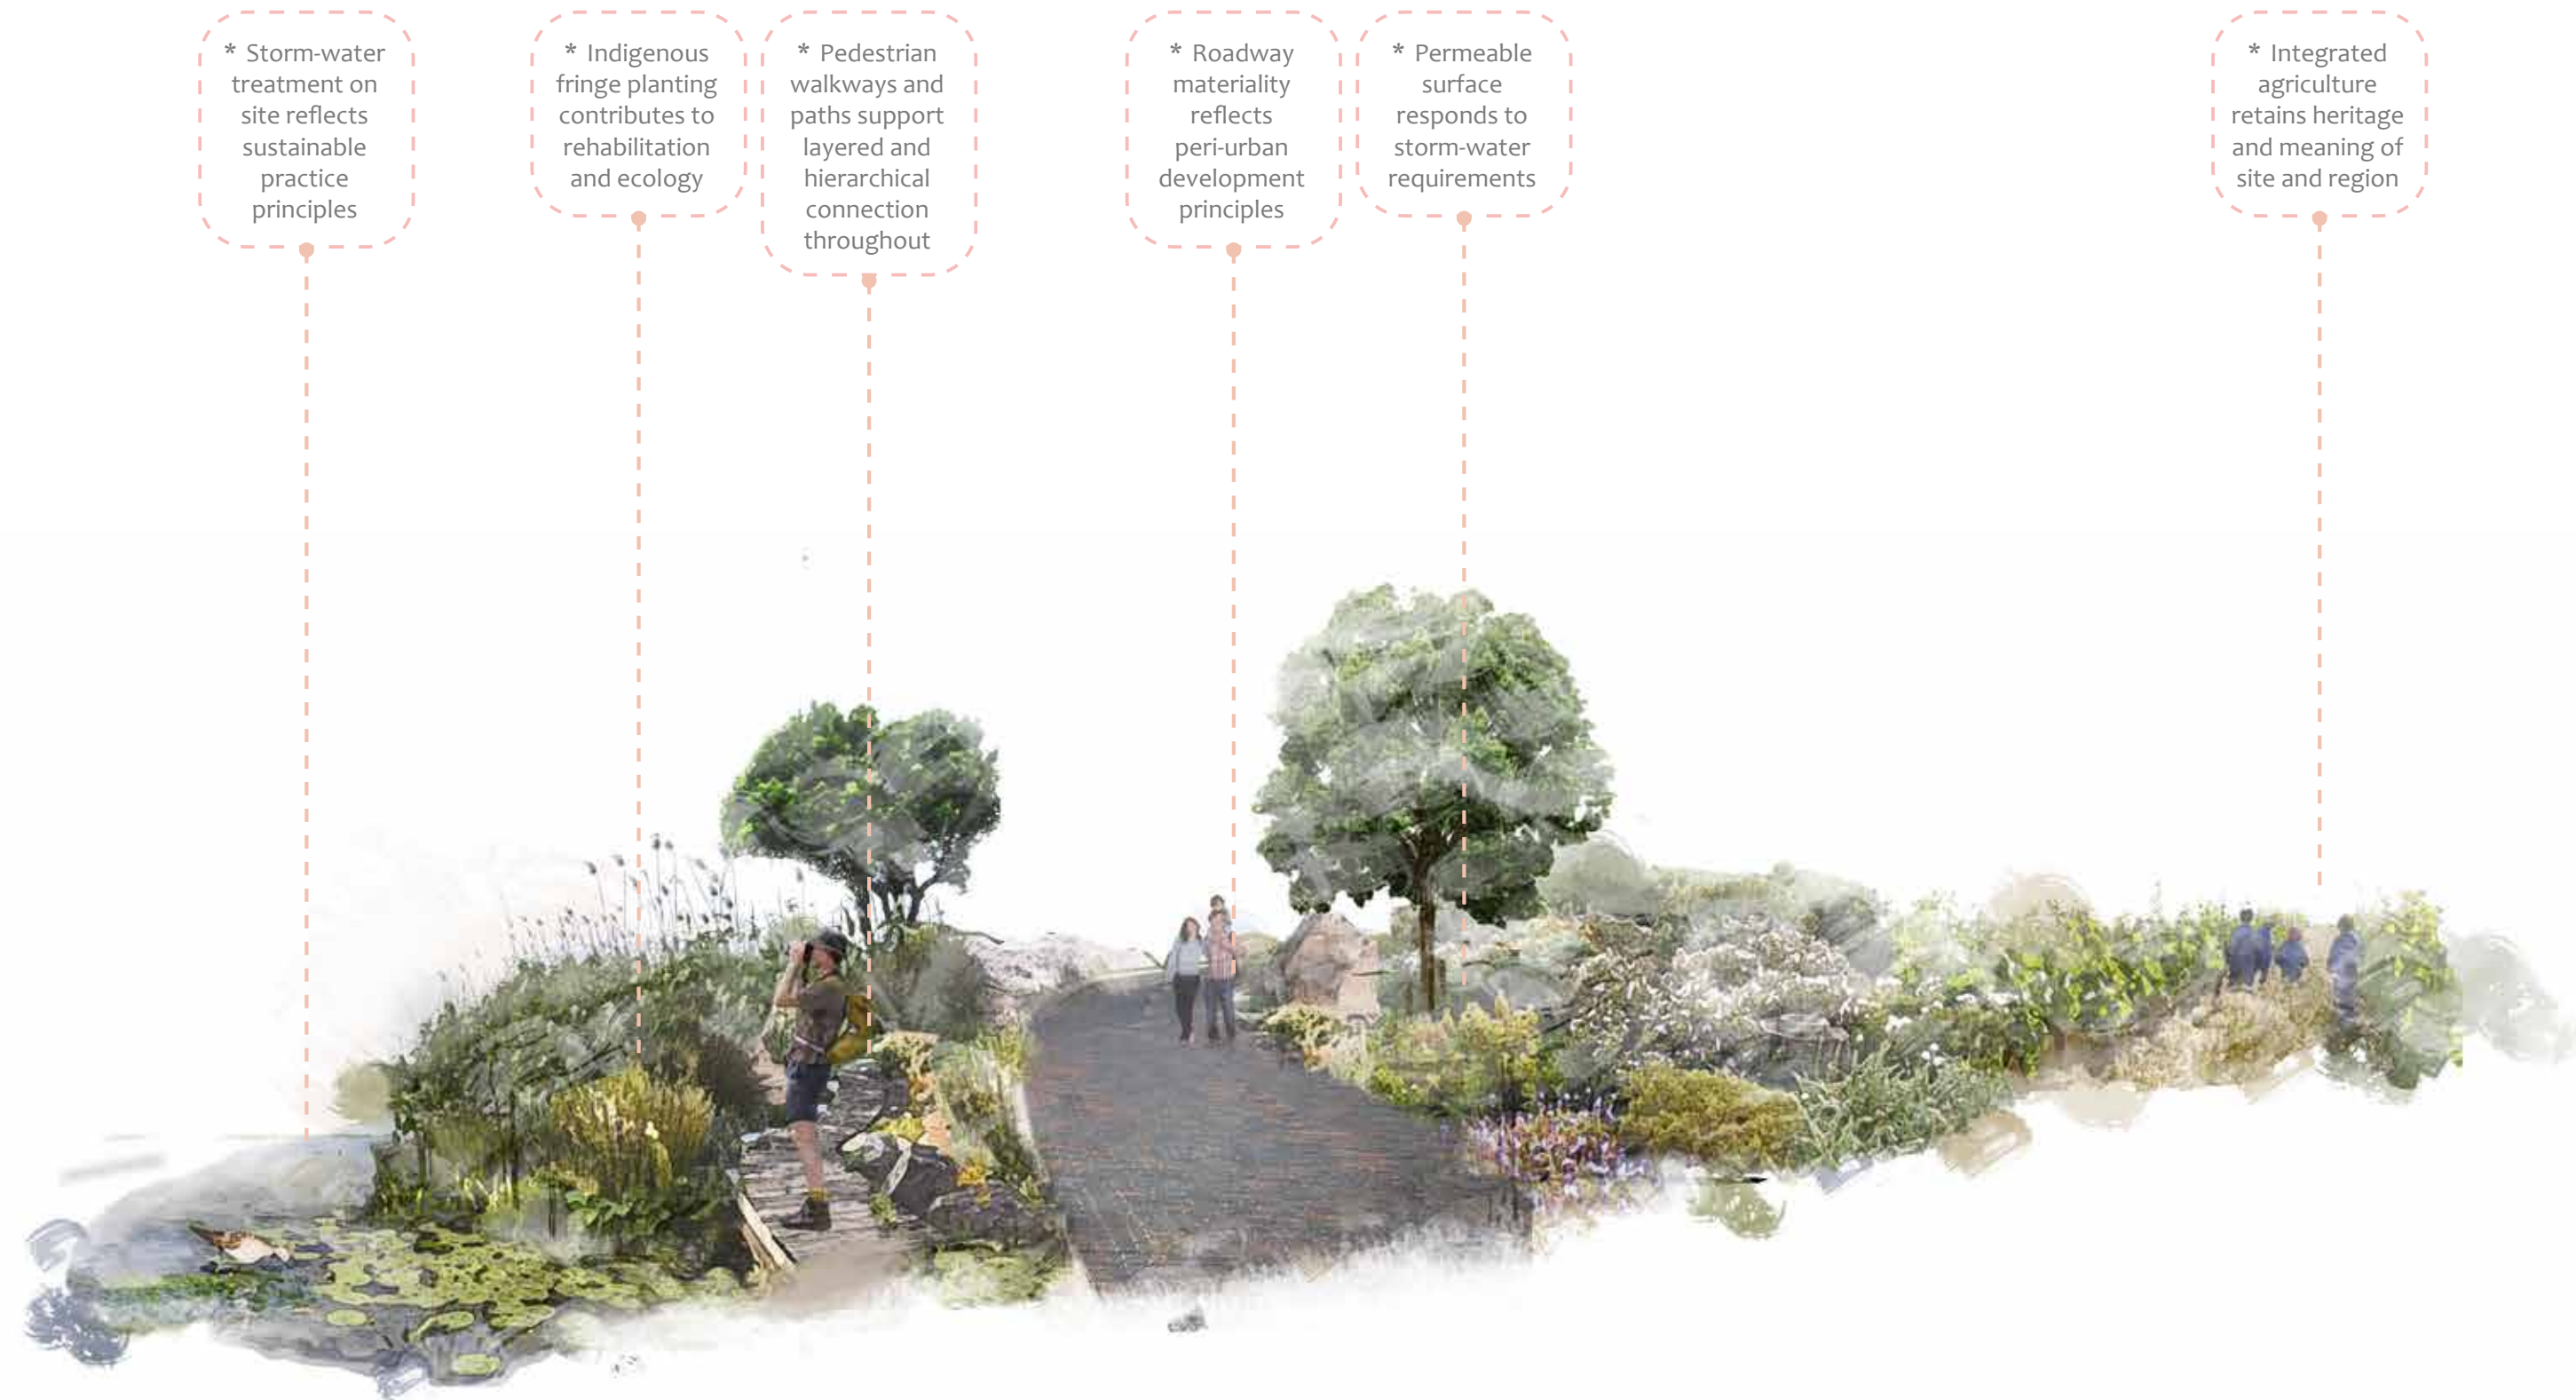 * Storm-water
treatment on
site reflects
sustainable
practice
principles
* Indigenous
fringe planting
contributes to
rehabilitation
and ecology
* Pedestrian
walkways and
paths support
layered and
hierarchical
connection
throughout
* Roadway
materiality
reflects
peri-urban
development
principles
* Permeable
surface
responds to
storm-water
requirements
* Integrated
agriculture
retains heritage
and meaning of
site and region